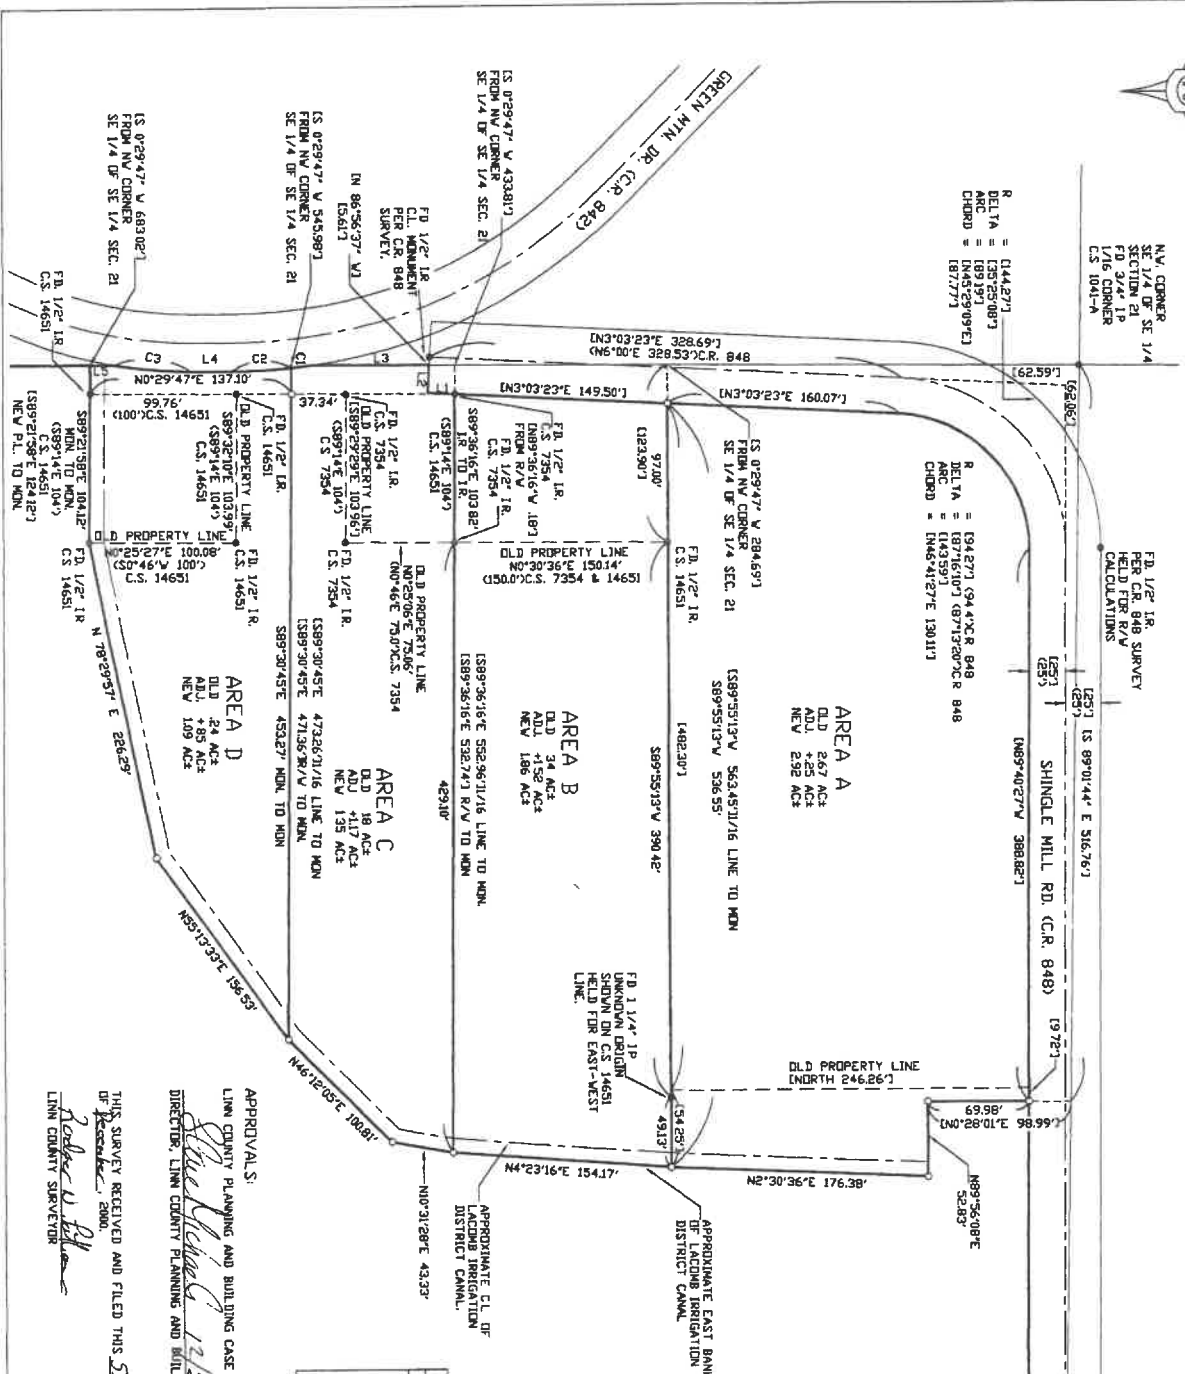 N.W. CORNER
SE 1/4 OF SE 1/4
SECTION 21
FD 3/4" IP
1/16 CORNER
C.S 1041-A
R = [144.27']
DELTA = [35°25'08"]
ARC = [89.19']
CHORD = [N45°29'09"E]
[87.77']
GREEN MTN. DR. (C.R. 842)
[S 0°29'47" W 433.81']
FROM NW CORNER
SE 1/4 OF SE 1/4 SEC. 21
FD 1/2" IR
C.L. MONUMENT
PER C.R. 848
SURVEY.
[N 86°56'37" W]
[5.61']
[S 0°29'47" W 545.98']
FROM NW CORNER
SE 1/4 OF SE 1/4 SEC. 21
[S 0°29'47" W 683.02']
FROM NW CORNER
SE 1/4 OF SE 1/4 SEC. 21
FD. 1/2" I.R.
C.S. 14651
FD. 1/2" I.R.
PER C.R. 848 SURVEY
HELD FOR R/W
CALCULATIONS
[62.59']
[62.06']
[N3°03'23"E 328.69']
(N6°00'E 328.53')C.R. 848
[N3°03'23"E 149.50']
[N3°03'23"E 160.07']
R = [94.27'] (94.4')C.R 848
DELTA = [87°16'10"] (87°13'20")C.R 848
ARC = [143.59']
CHORD = [N46°41'27"E 130.11']
[25']
(25')
[25']
(25')
[S 89°01'44" E 516.76']
SHINGLE MILL RD. (C.R. 848)
[N89°40'27"W 388.82']
[9.72']
[S 0°29'47" W 284.69']
FROM NW CORNER
SE 1/4 OF SE 1/4 SEC. 21
97.00'
[123.90']
FD. 1/2" I.R.
C.S. 14651
AREA A
OLD 2.67 AC±
ADJ. +.25 AC±
NEW 2.92 AC±
[S89°55'13"W 563.45']1/16 LINE TO MON
S89°55'13"W 536.55'
[482.30']
S89°55'13"W 390.42'
OLD PROPERTY LINE
[NORTH 246.26']
69.98'
[N0°28'01"E 98.99']
N89°56'08"E
52.83'
N2°30'36"E 176.38'
[54.25']
49.13'
FD 1 1/4" IP
UNKNOWN ORIGIN
SHOWN ON C.S 14651
HELD FOR EAST-WEST
LINE.
FD. 1/2" I.R.
C.S 7354
[N89°36'16"W .18']
FROM R/W
FD. 1/2" IR.
C.S. 7354
S89°36'16"E 103.82'
I.R TO I.R.
(S89°14'E 104')
C.S. 14651
OLD PROPERTY LINE
N0°30'36"E 150.14'
(150.0')C.S. 7354 & 14651
AREA B
OLD .34 AC±
ADJ. +1.52 AC±
NEW 1.86 AC±
[S89°36'16"E 552.96']1/16 LINE TO MON.
[S89°36'16"E 532.74'] R/W TO MON
429.10'
N4°23'16"E 154.17'
APPROXIMATE EAST BANK
OF LACOMB IRRIGATION
DISTRICT CANAL
APPROXIMATE C.L. OF
LACOMB IRRIGATION
DISTRICT CANAL.
L3
L2
L1
C1
C2
L4
C3
L5
N0°29'47"E 137.10'
99.76'
(100')C.S. 14651
37.34'
FD. 1/2" I.R.
C.S. 7354
OLD PROPERTY LINE
[S89°29'29"E 103.96']
(S89°14'E 104')
C.S 7354
FD. 1/2" I.R.
C.S. 7354
OLD PROPERTY LINE
N0°25'06"E 75.06'
(N0°46'E 75.0')C.S. 7354
FD. 1/2" IR.
C.S. 14651
OLD PROPERTY LINE
S89°32'10"E 103.99'
(S89°14'E 104')
C.S. 14651
FD. 1/2" I.R.
C.S. 14651
OLD PROPERTY LINE
N0°25'27"E 100.08'
(S0°46'W 100')
C.S. 14651
S89°21'58"E 104.12'
MON. TO MON.
(S89°14'E 104')
C.S. 14651
[S89°21'58"E 124.12']
NEW P.L. TO MON.
FD. 1/2" I.R.
C.S 14651
AREA C
OLD .18 AC±
ADJ +1.17 AC±
NEW 1.35 AC±
[S89°30'45"E 473.26']1/16 LINE TO MON
[S89°30'45"E 471.36']R/W TO MON.
S89°30'45"E 453.27' MON. TO MON
AREA D
OLD .24 AC±
ADJ. +.85 AC±
NEW 1.09 AC±
N 78°29'57" E 226.29'
N55°13'33"E 156.53'
N46°12'05"E 100.81'
N10°31'28"E 43.33'
APPROVALS:
LINN COUNTY PLANNING AND BUILDING CASE
DIRECTOR, LINN COUNTY PLANNING AND BUIL
THIS SURVEY RECEIVED AND FILED THIS 5
OF December, 2000.
LINN COUNTY SURVEYOR